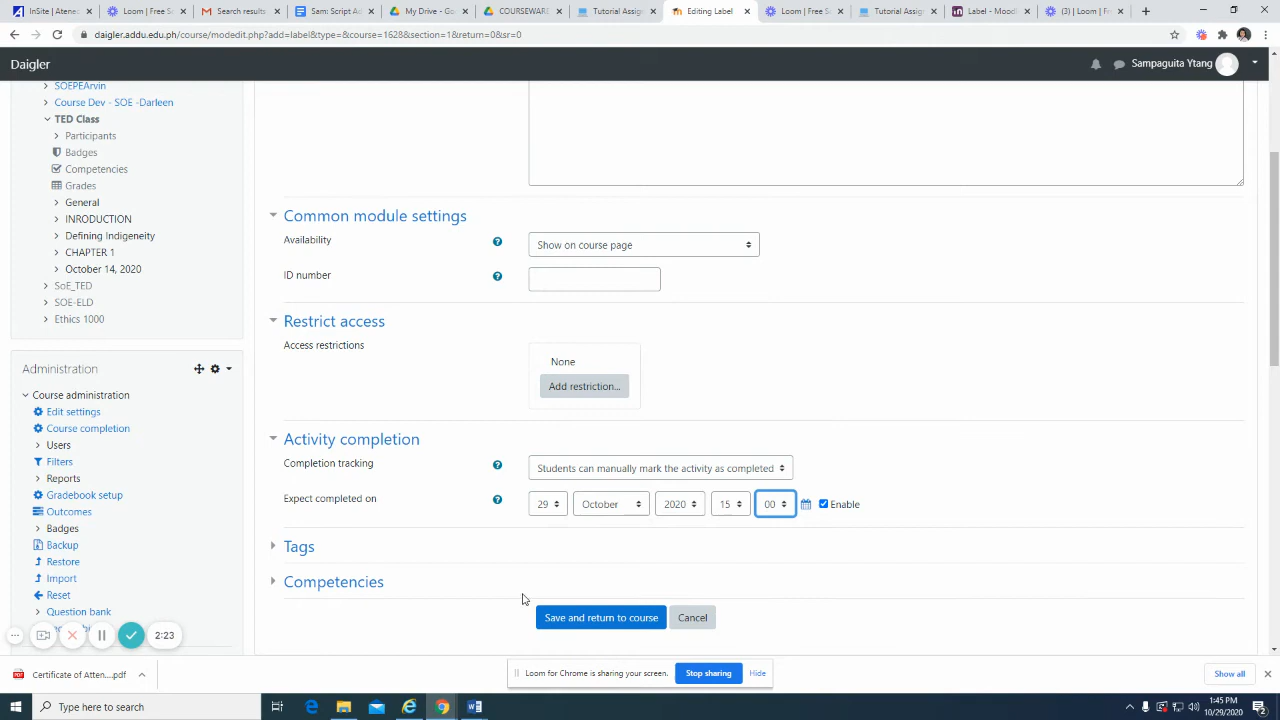 InSite | Ateneo
Loom | Free Sc
Search results
Sam: Script Ad
My Drive - Goo
COURSEWARE
Tutorial Assign
Editing Label
Loom | Free Sc
Tutorial Assign
Label - Moodl
(3) | Loom | Fr
daigler.addu.edu.ph/course/modedit.php?add=label&type=&course=1628&section=1&return=0&sr=0
Daigler
Sampaguita Ytang
SOEPEArvin
Course Dev - SOE -Darleen
TED Class
Participants
Badges
Competencies
Grades
General
INRODUCTION
Defining Indigeneity
CHAPTER 1
October 14, 2020
SoE_TED
SOE-ELD
Ethics 1000
Administration
Course administration
Edit settings
Course completion
Users
Filters
Reports
Gradebook setup
Outcomes
Badges
Backup
Restore
Import
Reset
Question bank
2:23
Common module settings
Availability
Show on course page
ID number
Restrict access
Access restrictions
None
Add restriction...
Activity completion
Completion tracking
Students can manually mark the activity as completed
Expect completed on
29 October 2020 15 00 Enable
Tags
Competencies
Save and return to course Cancel
Certificate of Atten....pdf
Loom for Chrome is sharing your screen. Stop sharing Hide
Show all
Type here to search
1:45 PM
10/29/2020
2